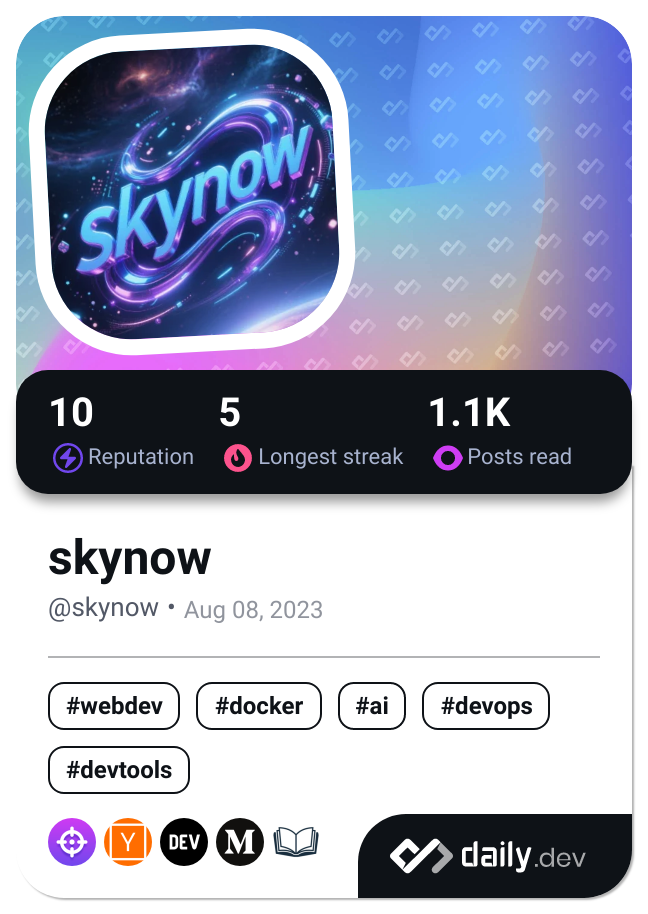 skynow
10 5 1.1K
Reputation Longest streak Posts read
skynow
@skynow • Aug 08, 2023
#webdev #docker #ai #devops
#devtools
Y DEV M
daily.dev